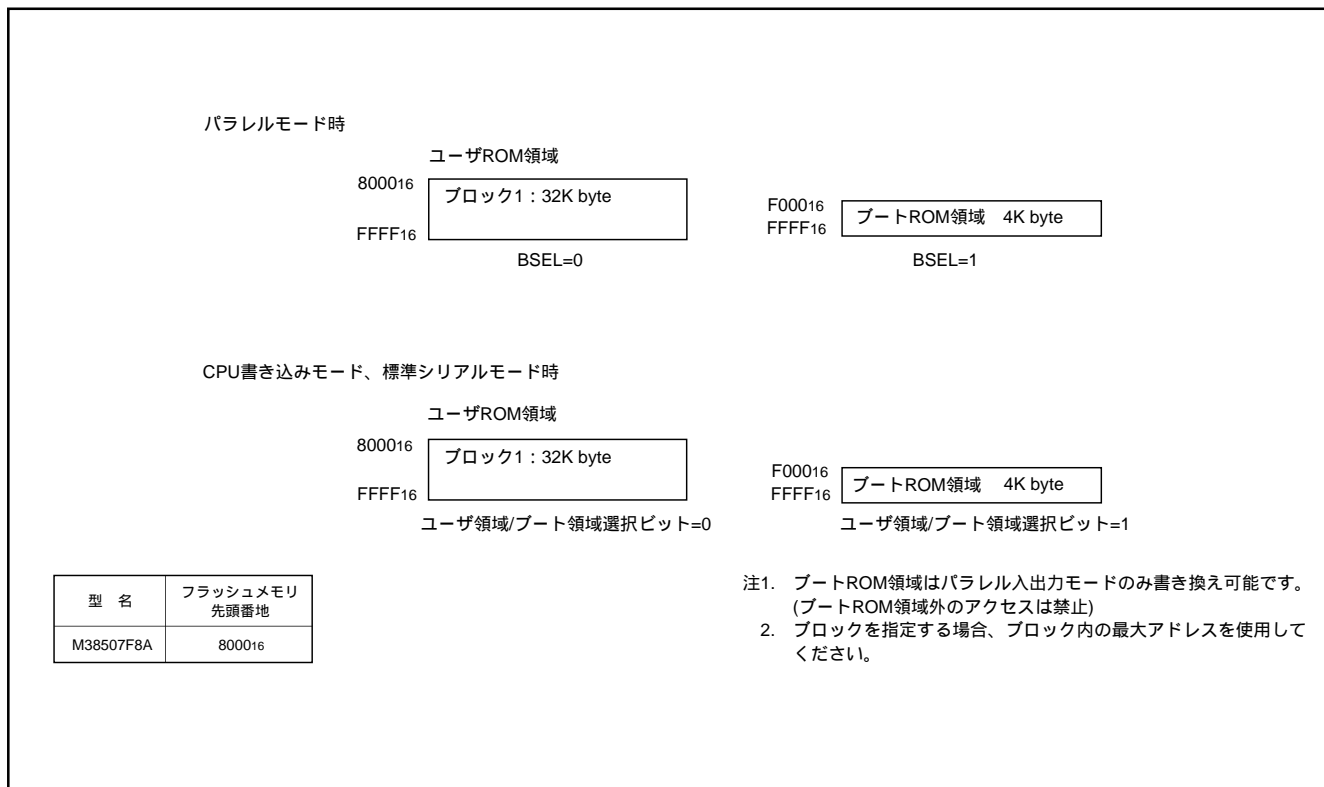 パラレルモード時
ユーザROM領域
800016
ブロック1：32K byte
FFFF16
BSEL=0
F00016
FFFF16
ブートROM領域 4K byte
BSEL=1
CPU書き込みモード、標準シリアルモード時
ユーザROM領域
800016
ブロック1：32K byte
FFFF16
ユーザ領域/ブート領域選択ビット=0
F00016
FFFF16
ブートROM領域 4K byte
ユーザ領域/ブート領域選択ビット=1
型 名
フラッシュメモリ
先頭番地
M38507F8A
800016
注1. ブートROM領域はパラレル入出力モードのみ書き換え可能です。
(ブートROM領域外のアクセスは禁止)
2. ブロックを指定する場合、ブロック内の最大アドレスを使用して
ください。